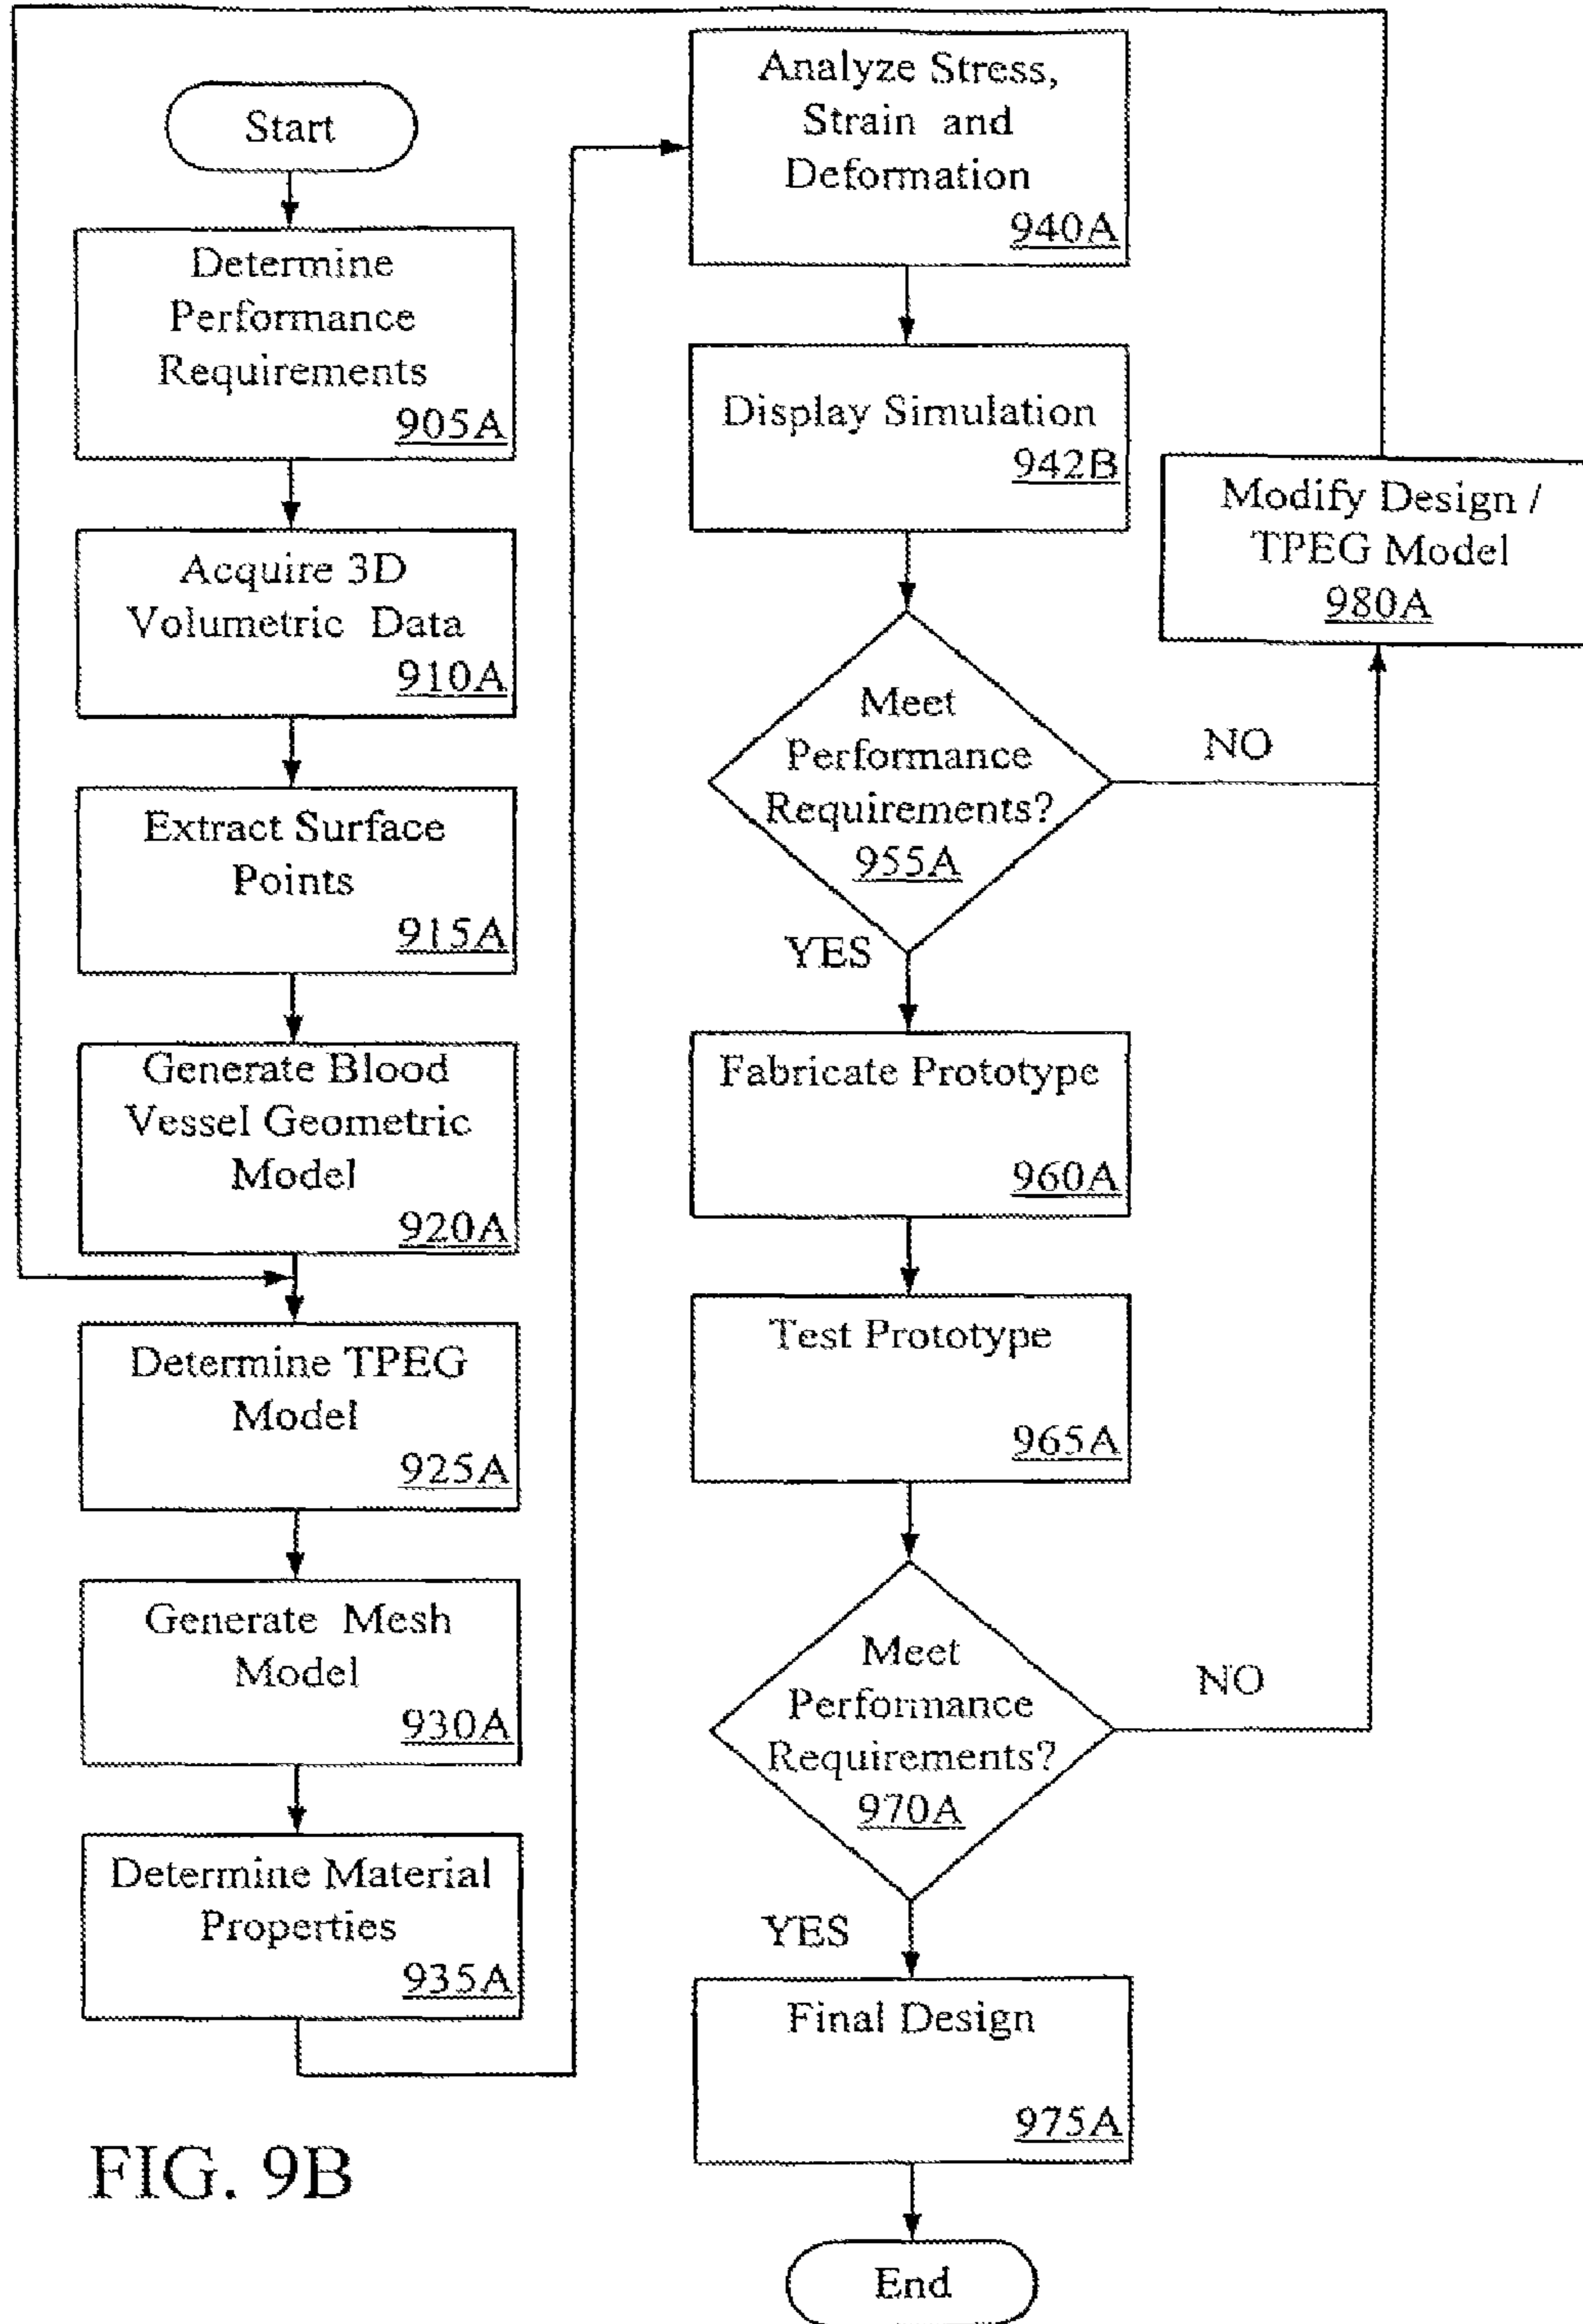 Start
Determine
Performance
Requirements
905A
Acquire 3D
Volumetric Data
910A
Extract Surface
Points
915A
Generate Blood
Vessel Geometric
Model
920A
Determine TPEG
Model
925A
Generate Mesh
Model
930A
Determine Material
Properties
935A
Analyze Stress,
Strain and
Deformation
940A
Display Simulation
942B
Meet
Performance
Requirements?
955A
NO
YES
Modify Design /
TPEG Model
980A
Fabricate Prototype
960A
Test Prototype
965A
Meet
Performance
Requirements?
970A
NO
YES
Final Design
975A
End
FIG. 9B